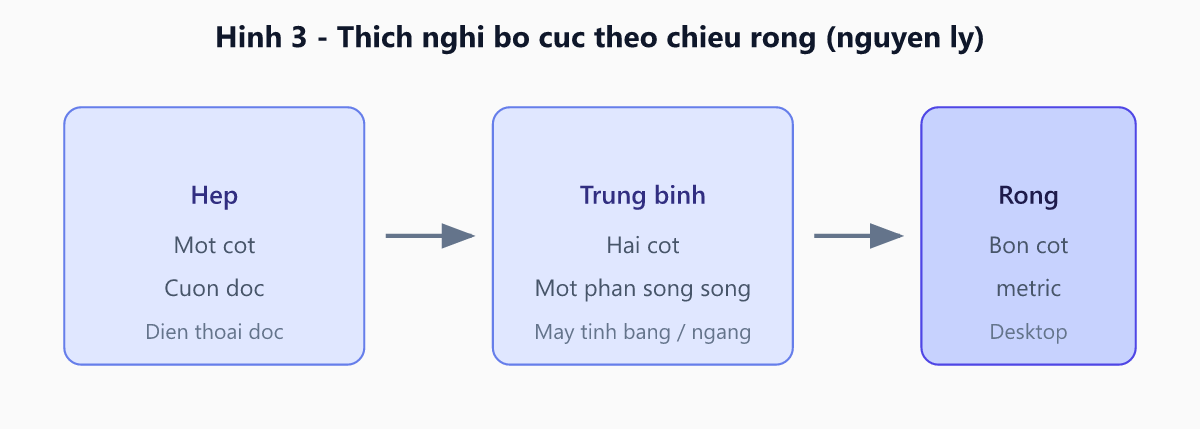 Hinh 3 - Thich nghi bo cuc theo chieu rong (nguyen ly)
Hep
Mot cot
Cuon doc
Dien thoai doc
Trung binh
Hai cot
Mot phan song song
May tinh bang / ngang
Rong
Bon cot
metric
Desktop